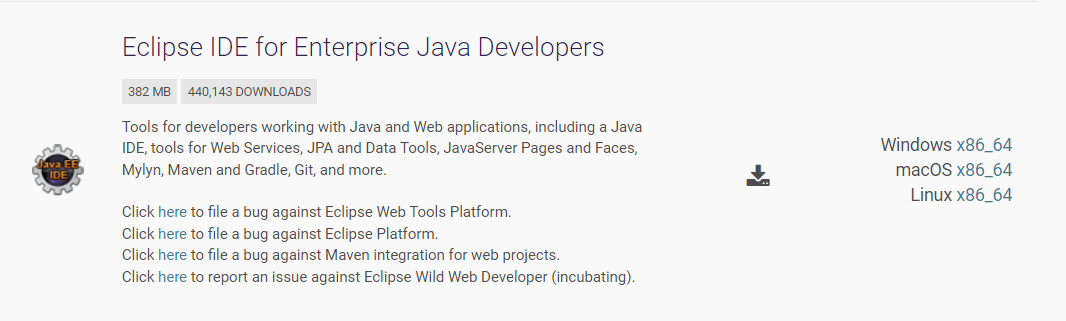 Eclipse IDE for Enterprise Java Developers
382 MB 440,143 DOWNLOADS
Tools for developers working with Java and Web applications, including a Java
IDE, tools for Web Services, JPA and Data Tools, JavaServer Pages and Faces,
Mylyn, Maven and Gradle, Git, and more.
Click here to file a bug against Eclipse Web Tools Platform.
Click here to file a bug against Eclipse Platform.
Click here to file a bug against Maven integration for web projects.
Click here to report an issue against Eclipse Wild Web Developer (incubating).
Java EE
IDE
Windows x86_64
macOS x86_64
Linux x86_64